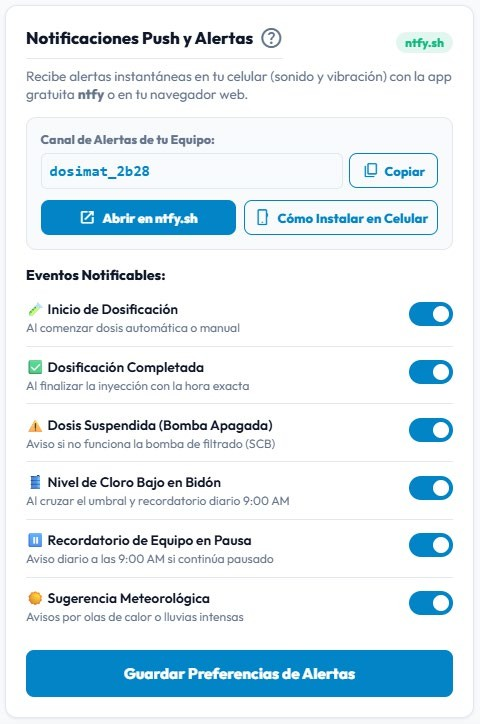 Notificaciones Push y Alertas ?
ntfy.sh
Recibe alertas instantáneas en tu celular (sonido y vibración) con la app
gratuita ntfy o en tu navegador web.
Canal de Alertas de tu Equipo:
dosimat_2b28
Copiar
Abrir en ntfy.sh
Cómo Instalar en Celular
Eventos Notificables:
Inicio de Dosificación
Al comenzar dosis automática o manual
Dosificación Completada
Al finalizar la inyección con la hora exacta
Dosis Suspendida (Bomba Apagada)
Aviso si no funciona la bomba de filtrado (SCB)
Nivel de Cloro Bajo en Bidón
Al cruzar el umbral y recordatorio diario 9:00 AM
Recordatorio de Equipo en Pausa
Aviso diario a las 9:00 AM si continúa pausado
Sugerencia Meteorológica
Avisos por olas de calor o lluvias intensas
Guardar Preferencias de Alertas